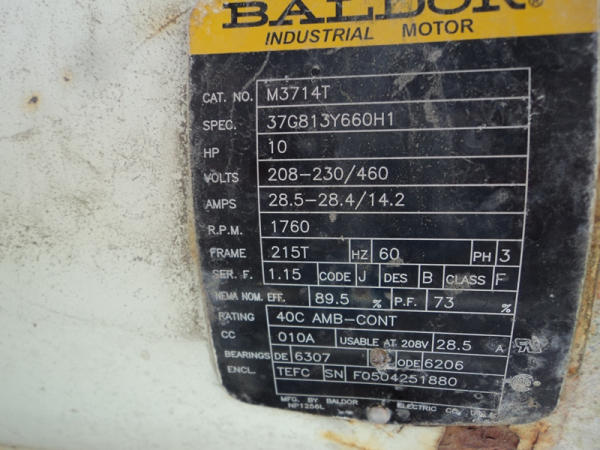 BALDOR®
INDUSTRIAL MOTOR
CAT. NO. M3714T
SPEC. 37G813Y660H1
HP 10
VOLTS 208-230/460
AMPS 28.5-28.4/14.2
R.P.M. 1760
FRAME 215T HZ 60 PH 3
SER. F. 1.15 CODE J DES B CLASS F
NEMA NOM. EFF. 89.5 % P.F. 73 %
RATING 40C AMB-CONT
CC 010A USABLE AT 208V 28.5 A
BEARINGS DE 6307 ODE 6206
ENCL. TEFC SN F0504251880
MFG. BY BALDOR ELECTRIC CO.
NP1256L